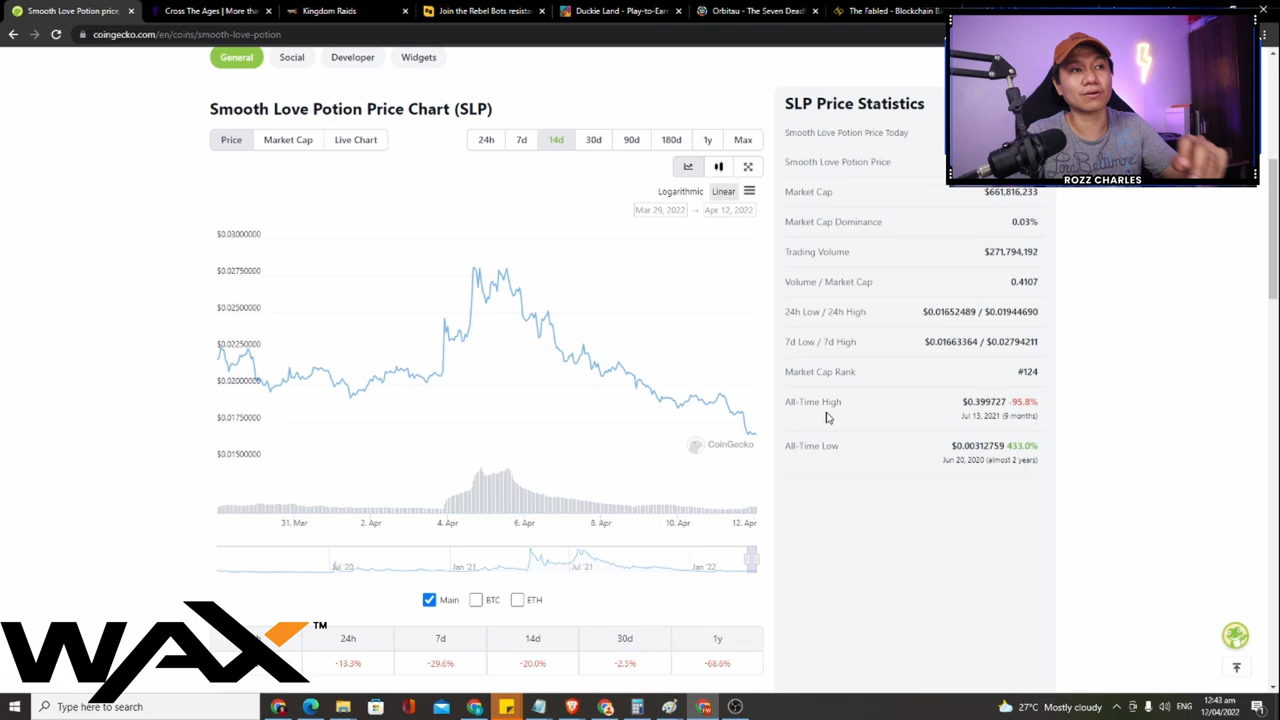 Smooth Love Potion price chart
Cross The Ages | More tha
Kingdom Raids
Join the Rebel Bots resista
Duckie Land - Play-to-Earn
Orbitau - The Seven Deadl
The Fabled - Blockchain B
coingecko.com/en/coins/smooth-love-potion
General Social Developer Widgets
Smooth Love Potion Price Chart (SLP)
Price Market Cap Live Chart
24h 7d 14d 30d 90d 180d 1y Max
Logarithmic Linear
Mar 29, 2022 → Apr 12, 2022
$0.03000000
$0.02750000
$0.02500000
$0.02250000
$0.02000000
$0.01750000
$0.01500000
CoinGecko
31. Mar 2. Apr 4. Apr 6. Apr 8. Apr 10. Apr 12. Apr
Jul '20 Jan '21 Jul '21 Jan '22
Main BTC ETH
24h 7d 14d 30d 1y
-13.3% -29.6% -20.0% -2.5% -68.6%
SLP Price Statistics
Smooth Love Potion Price Today
Smooth Love Potion Price
Market Cap $661,816,233
Market Cap Dominance 0.03%
Trading Volume $271,794,192
Volume / Market Cap 0.4107
24h Low / 24h High $0.01652489 / $0.01944690
7d Low / 7d High $0.01663364 / $0.02794211
Market Cap Rank #124
All-Time High $0.399727 -95.8%
Jul 13, 2021 (9 months)
All-Time Low $0.00312759 433.0%
Jun 20, 2020 (almost 2 years)
ROZZ CHARLES
WAX™
Type here to search
27°C Mostly cloudy
ENG
12:43 am
12/04/2022